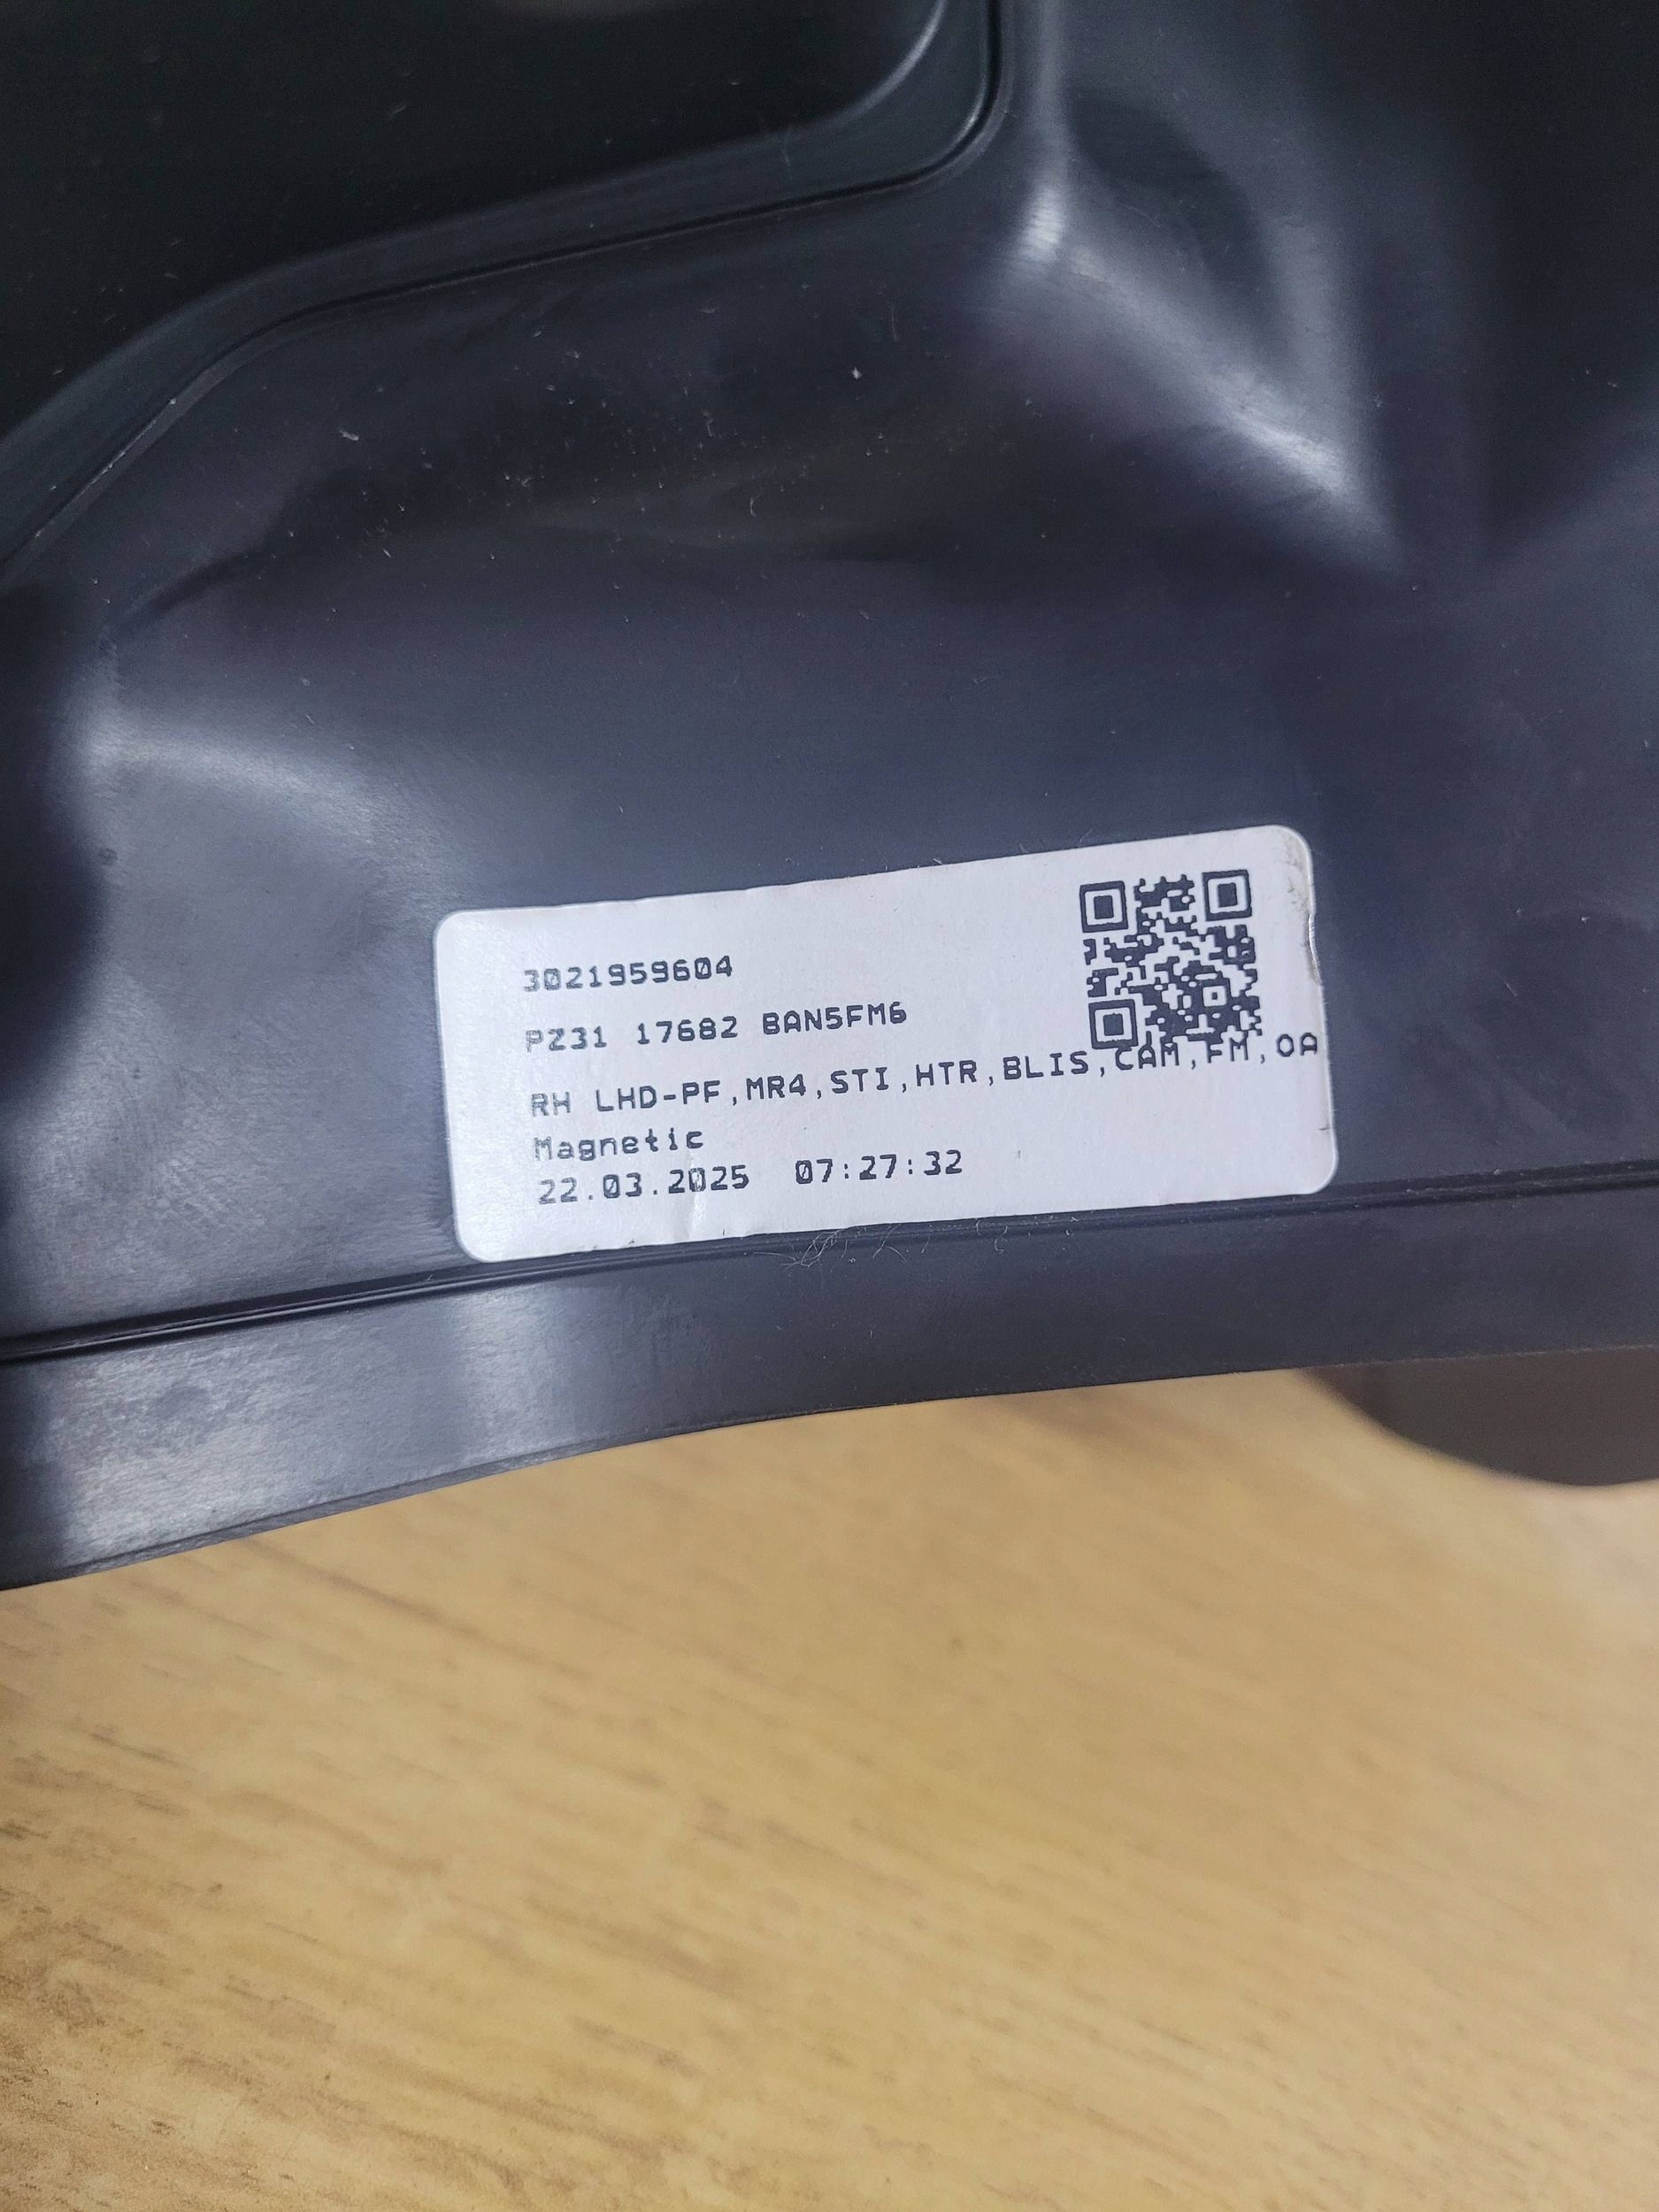 3021959604
PZ31 17682 BAN5FM6
RH LHD-PF,MR4,STI,HTR,BLIS,CAM,FM,OA
Magnetic
22.03.2025 07:27:32